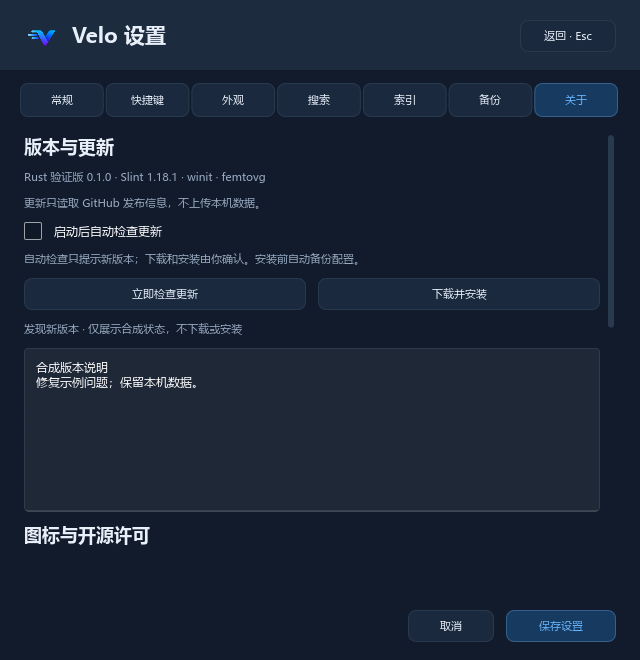 Velo 设置
返回 · Esc
常规
快捷键
外观
搜索
索引
备份
关于
版本与更新
Rust 验证版 0.1.0 · Slint 1.18.1 · winit · femtovg
更新只读取 GitHub 发布信息，不上传本机数据。
启动后自动检查更新
自动检查只提示新版本；下载和安装由你确认。安装前自动备份配置。
立即检查更新
下载并安装
发现新版本 · 仅展示合成状态，不下载或安装
合成版本说明
修复示例问题；保留本机数据。
图标与开源许可
取消
保存设置